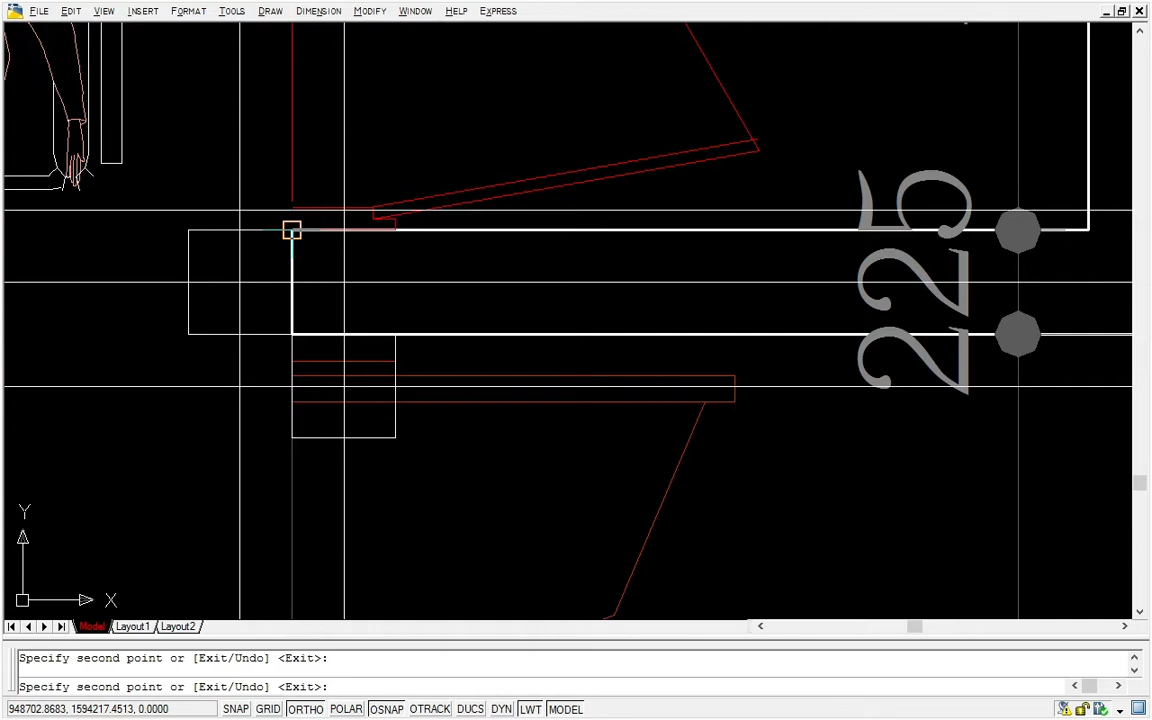 FILE EDIT VIEW INSERT FORMAT TOOLS DRAW DIMENSION MODIFY WINDOW HELP EXPRESS
225
Y
X
Model Layout1 Layout2
Specify second point or [Exit/Undo] <Exit>:
Specify second point or [Exit/Undo] <Exit>:
948702.8683, 1594217.4513, 0.0000 SNAP GRID ORTHO POLAR OSNAP OTRACK DUCS DYN LWT MODEL